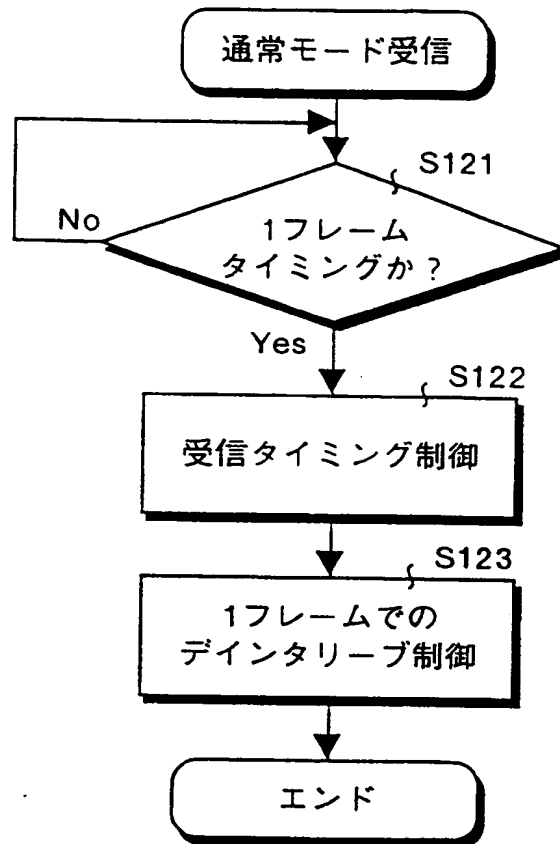 通常モード受信
S121
No
1フレーム
タイミングか?
Yes
S122
受信タイミング制御
S123
1フレームでの
デインタリーブ制御
エンド